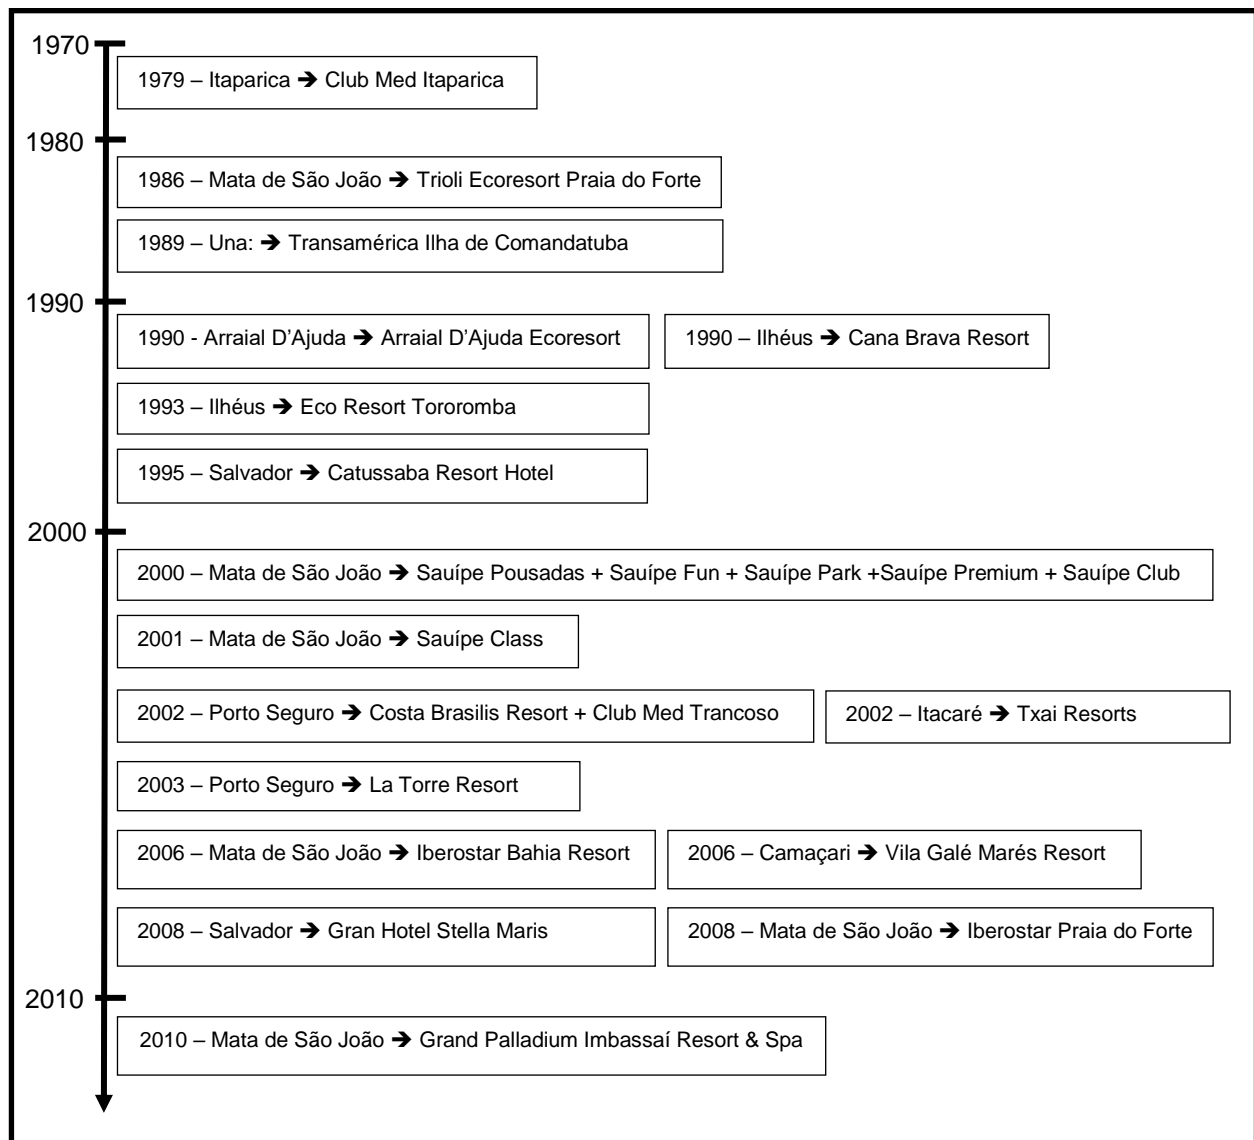 1970
1979 – Itaparica ➔ Club Med Itaparica
1980
1986 – Mata de São João ➔ Trioli Ecoresort Praia do Forte
1989 – Una: ➔ Transamérica Ilha de Comandatuba
1990
1990 - Arraial D’Ajuda ➔ Arraial D’Ajuda Ecoresort
1990 – Ilhéus ➔ Cana Brava Resort
1993 – Ilhéus ➔ Eco Resort Tororomba
1995 – Salvador ➔ Catussaba Resort Hotel
2000
2000 – Mata de São João ➔ Sauípe Pousadas + Sauípe Fun + Sauípe Park +Sauípe Premium + Sauípe Club
2001 – Mata de São João ➔ Sauípe Class
2002 – Porto Seguro ➔ Costa Brasilis Resort + Club Med Trancoso
2002 – Itacaré ➔ Txai Resorts
2003 – Porto Seguro ➔ La Torre Resort
2006 – Mata de São João ➔ Iberostar Bahia Resort
2006 – Camaçari ➔ Vila Galé Marés Resort
2008 – Salvador ➔ Gran Hotel Stella Maris
2008 – Mata de São João ➔ Iberostar Praia do Forte
2010
2010 – Mata de São João ➔ Grand Palladium Imbassaí Resort & Spa